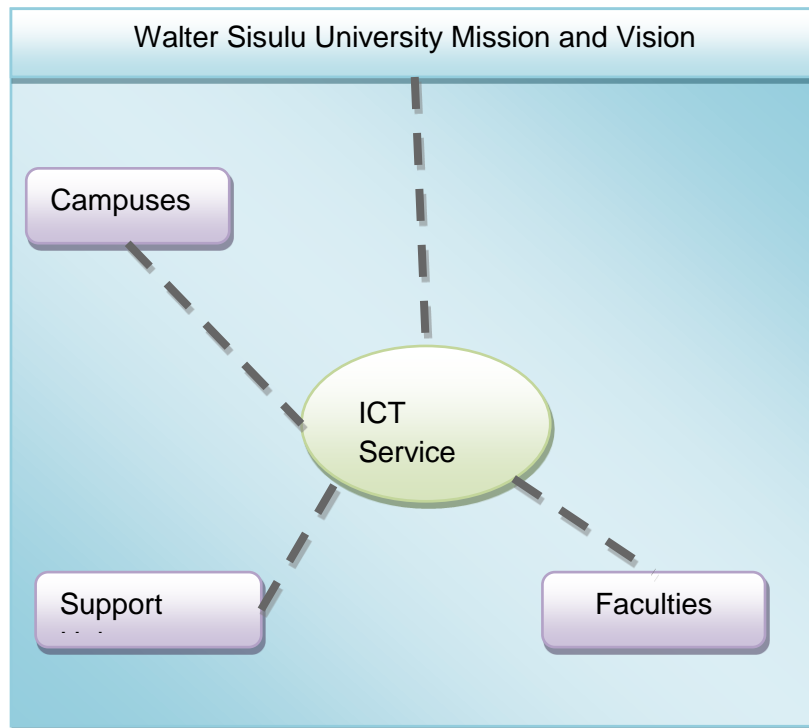 Walter Sisulu University Mission and Vision
Campuses
ICT
Service
Support
Faculties